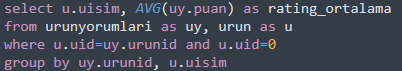 select u.uisim, AVG(uy.puan) as rating_ortalama
from urunyorumlari as uy, urun as u
where u.uid=uy.urunid and u.uid=0
group by uy.urunid, u.uisim